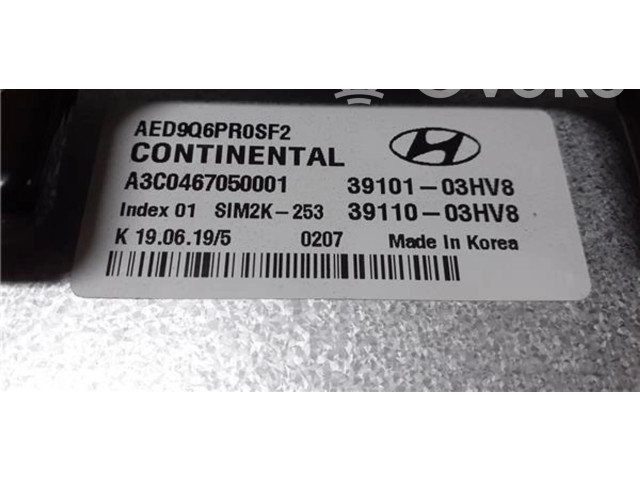 AED9Q6PR0SF2
CONTINENTAL
A3C0467050001 39101-03HV8
Index 01 SIM2K-253 39110-03HV8
K 19.06.19/5 0207 Made In Korea